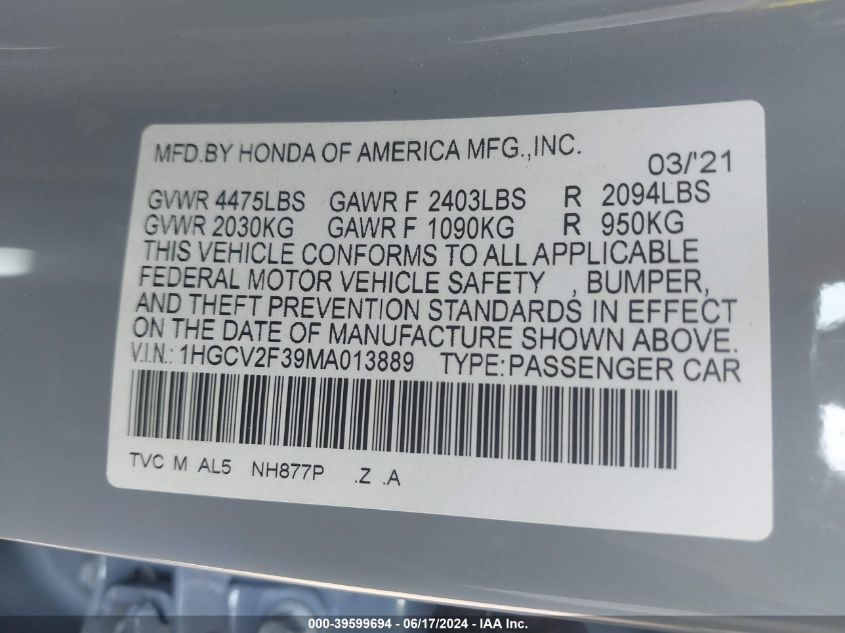 MFD.BY HONDA OF AMERICA MFG.,INC. 03/'21
GVWR 4475LBS GAWR F 2403LBS R 2094LBS
GVWR 2030KG GAWR F 1090KG R 950KG
THIS VEHICLE CONFORMS TO ALL APPLICABLE
FEDERAL MOTOR VEHICLE SAFETY , BUMPER,
AND THEFT PREVENTION STANDARDS IN EFFECT
ON THE DATE OF MANUFACTURE SHOWN ABOVE.
V.I.N.: 1HGCV2F39MA013889 TYPE:PASSENGER CAR
TVC M AL5 NH877P .Z .A
000-39599694 - 06/17/2024 - IAAI.com